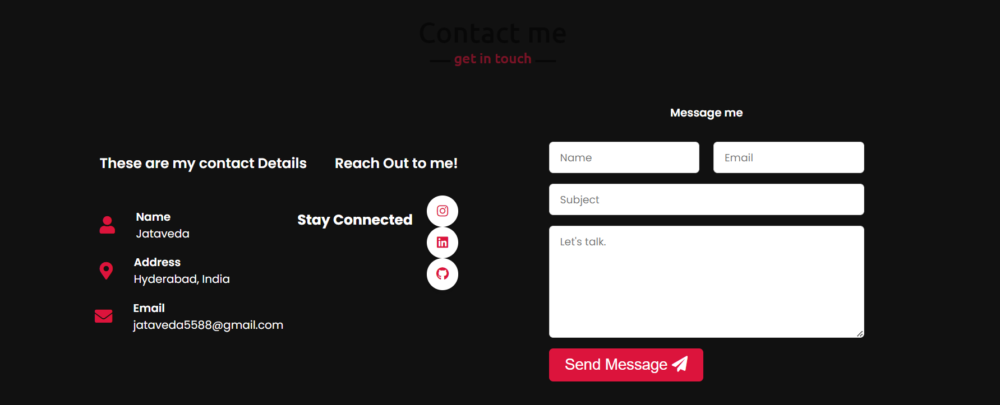 Contact me
get in touch
These are my contact Details
Reach Out to me!
Name
Jataveda
Address
Hyderabad, India
Email
jataveda5588@gmail.com
Stay Connected
Message me
Name
Email
Subject
Let's talk.
Send Message